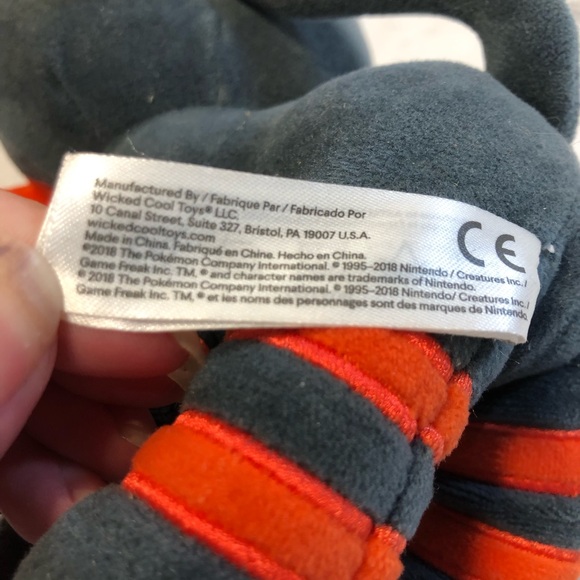 Manufactured By / Fabrique Par / Fabricado Por
Wicked Cool Toys® LLC.
10 Canal Street, Suite 327, Bristol, PA 19007 U.S.A.
wickedcooltoys.com
Made in China. Fabriqué en Chine. Hecho en China.
©2018 The Pokémon Company International. © 1995–2018 Nintendo / Creatures Inc. /
Game Freak Inc. TM, ® and character names are trademarks of Nintendo.
© 2018 The Pokémon Company International. © 1995–2018 Nintendo / Creatures Inc. /
Game Freak Inc. TM, ® et les noms des personnages sont des marques de Nintendo.
CE